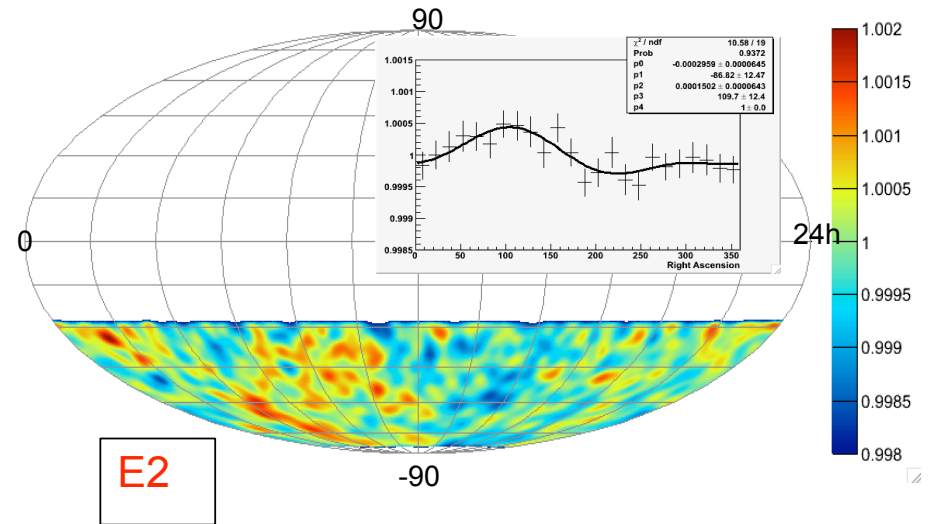 90
χ² / ndf 10.58 / 19
Prob 0.9372
p0 -0.0002959 ± 0.0000645
p1 -86.82 ± 12.47
p2 0.0001502 ± 0.0000643
p3 109.7 ± 12.4
p4 1 ± 0.0
1.0015
1.001
1.0005
1
0.9995
0.999
0.9985
0 50 100 150 200 250 300 350
Right Ascension
0
24h
-90
E2
1.002
1.0015
1.001
1.0005
1
0.9995
0.999
0.9985
0.998